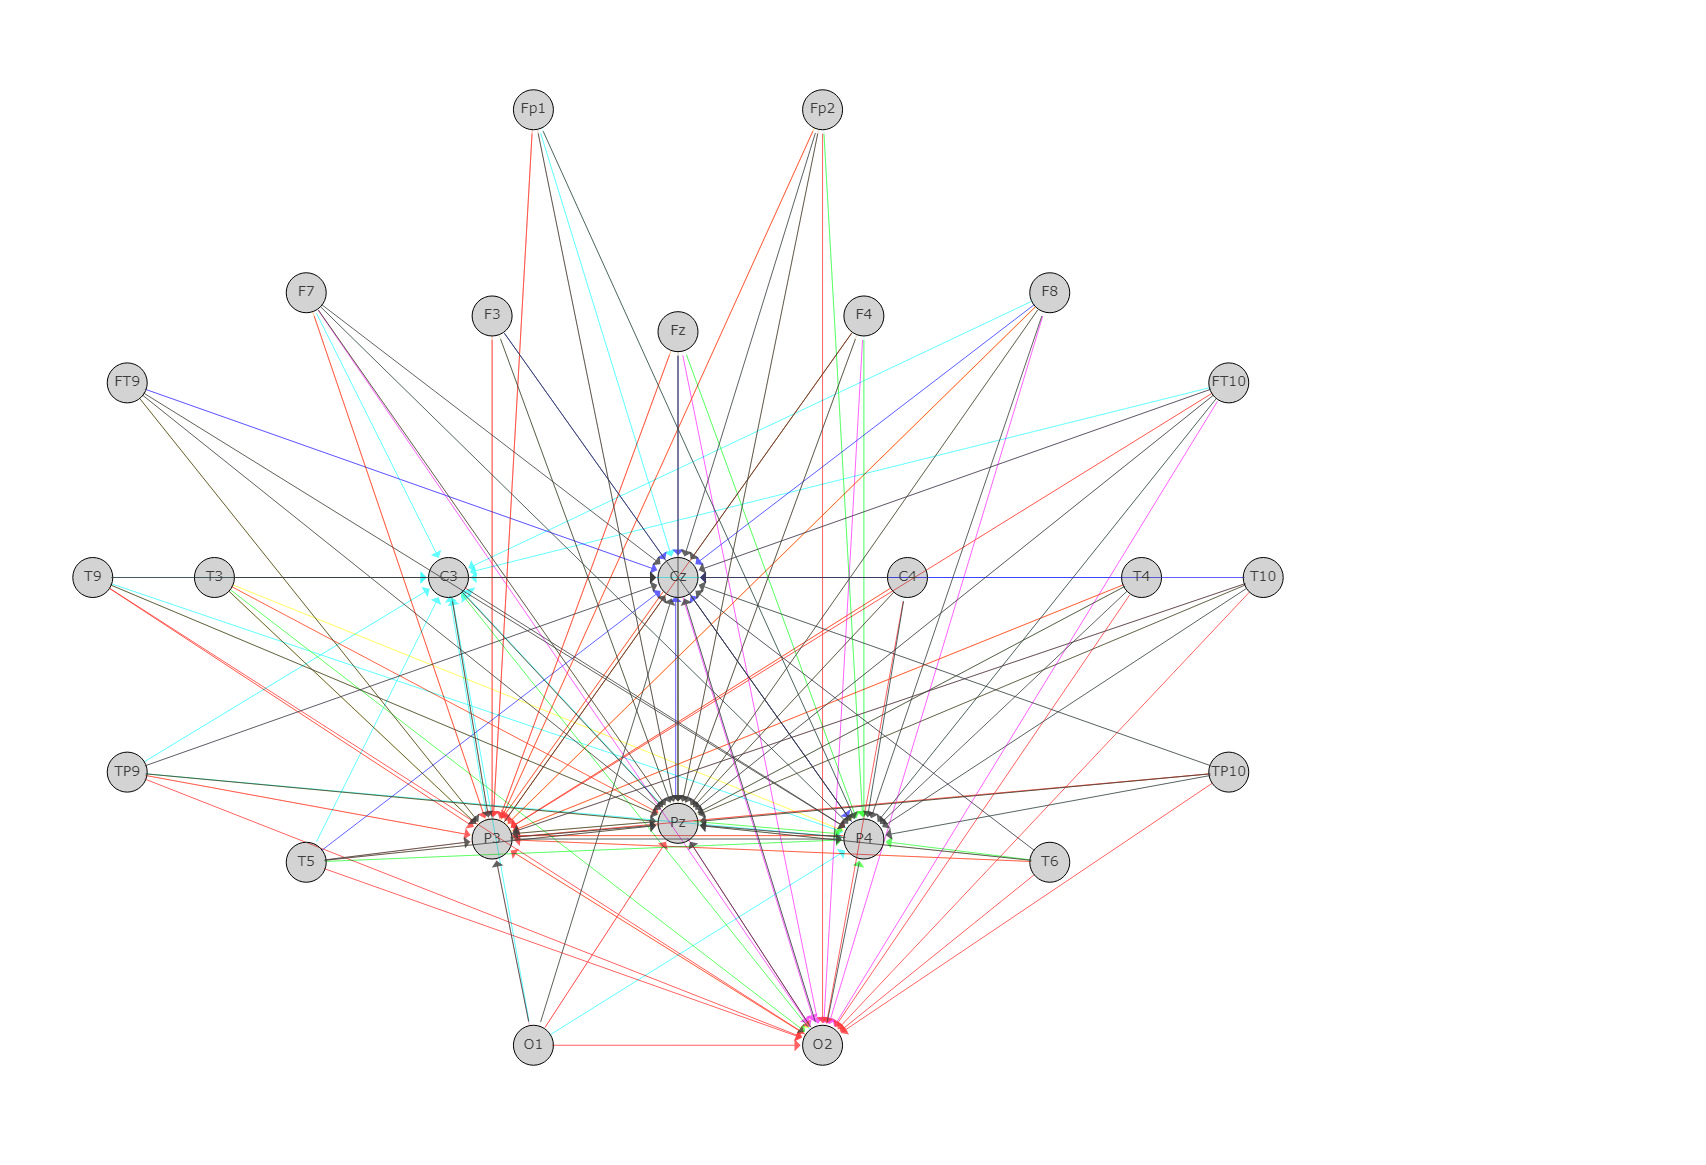 Fp1 Fp2
F7 F3 Fz F4 F8
FT9 FT10
T9 T3 C3 Cz C4 T4 T10
TP9 TP10
T5 P3 Pz P4 T6
O1 O2